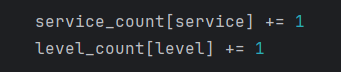 service_count[service] += 1
level_count[level] += 1